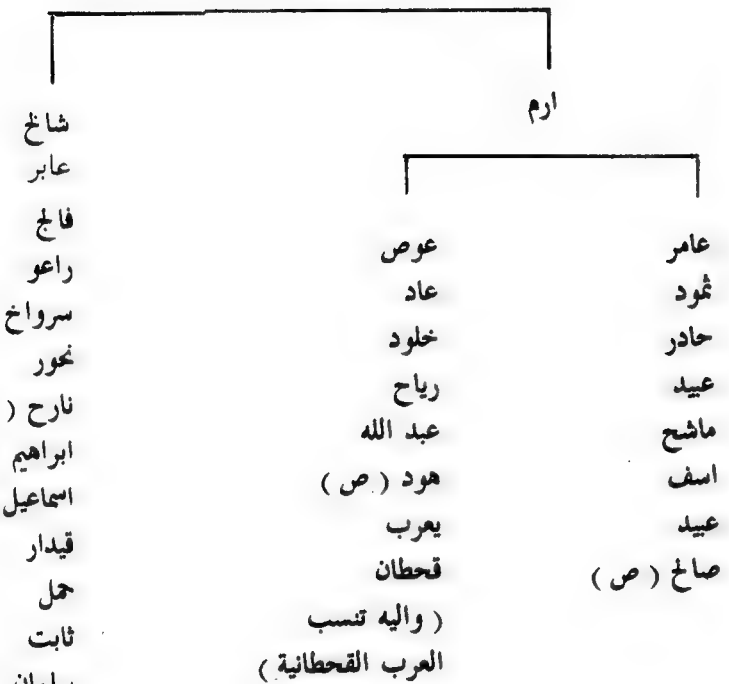 ارم
عامر
ثمود
حادر
عبيد
ماشح
اسف
عبيد
صالح ( ص )
عوص
عاد
خلود
رياح
عبد الله
هود ( ص )
يعرب
قحطان
( واليه تنسب
العرب القحطانية )
شالخ
عابر
فالج
راعو
سرواخ
نحور
نارح (
ابراهيم
اسماعيل
قيدار
حمل
ثابت